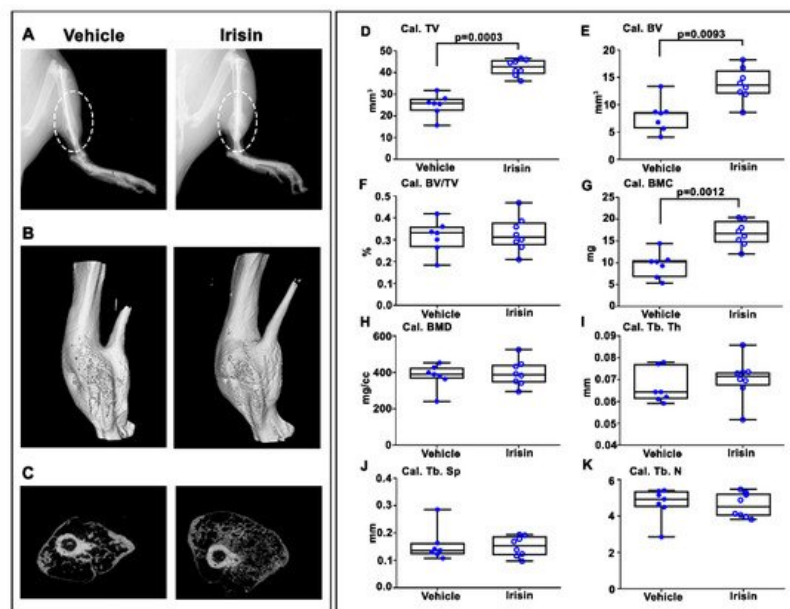 Vehicle Irisin
A
B
C
D Cal. TV
p=0.0003
mm³
50
40
30
20
10
0
Vehicle Irisin
E Cal. BV
p=0.0093
mm³
20
15
10
5
0
Vehicle Irisin
F Cal. BV/TV
%
0.5
0.4
0.3
0.2
0.1
0.0
Vehicle Irisin
G Cal. BMC
p=0.0012
mg
25
20
15
10
5
0
Vehicle Irisin
H Cal. BMD
mg/cc
600
400
200
0
Vehicle Irisin
I Cal. Tb. Th
mm
0.09
0.08
0.07
0.06
0.05
0.04
Vehicle Irisin
J Cal. Tb. Sp
mm
0.4
0.3
0.2
0.1
0.0
Vehicle Irisin
K Cal. Tb. N
6
4
2
0
Vehicle Irisin